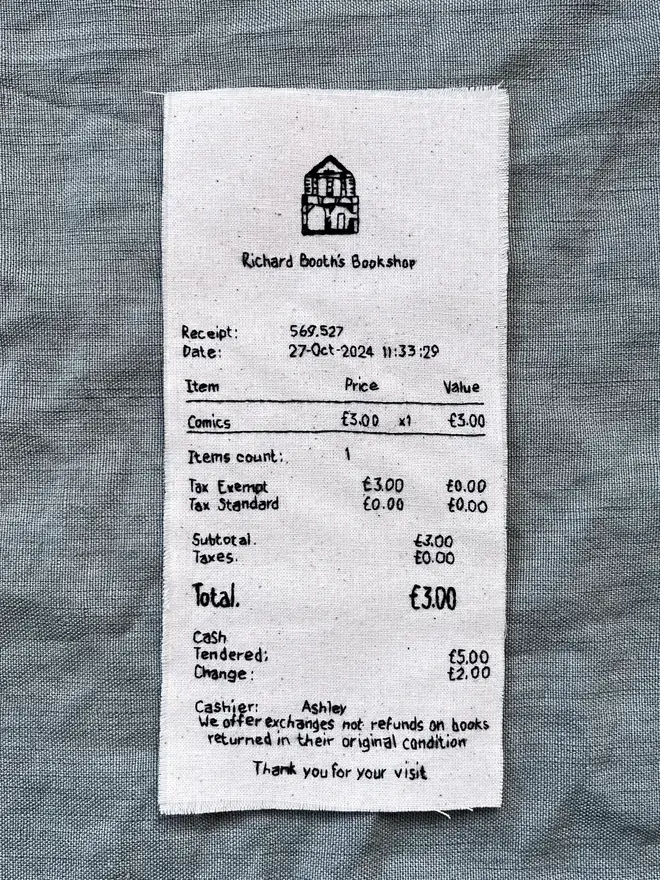 Richard Booth's Bookshop
Receipt: 569,527
Date: 27-Oct-2024 11:33:29
Item Price Value
Comics £3.00 x1 £3.00
Items count: 1
Tax Exempt £3.00 £0.00
Tax Standard £0.00 £0.00
Subtotal. £3.00
Taxes. £0.00
Total. £3.00
Cash
Tendered: £5.00
Change: £2.00
Cashier: Ashley
We offer exchanges not refunds on books
returned in their original condition
Thank you for your visit